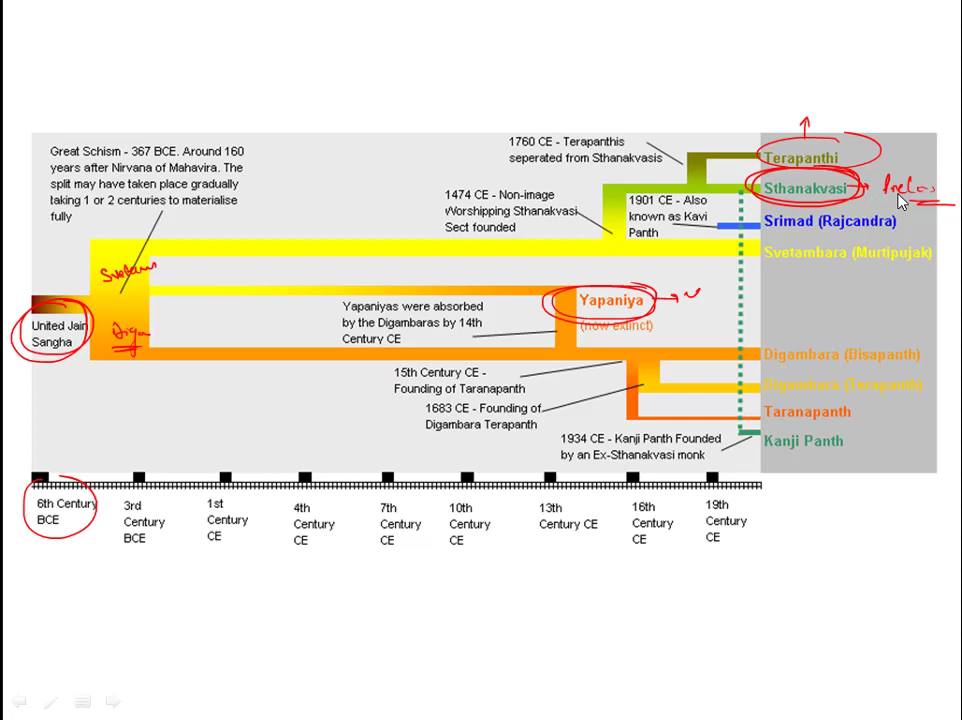 Great Schism - 367 BCE. Around 160
years after Nirvana of Mahavira. The
split may have taken place gradually
taking 1 or 2 centuries to materialise
fully
1760 CE - Terapanthis
seperated from Sthanakvasis
Terapanthi
Sthanakvasi
1474 CE - Non-image
Worshipping Sthanakvasi
Sect founded
1901 CE - Also
known as Kavi
Panth
Srimad (Rajcandra)
Svetambara (Murtipujak)
United Jain
Sangha
Yapaniyas were absorbed
by the Digambaras by 14th
Century CE
Yapaniya
(now extinct)
Digambara (Bisapanth)
15th Century CE -
Founding of Taranapanth
Digambara (Terapanth)
1683 CE - Founding of
Digambara Terapanth
Taranapanth
1934 CE - Kanji Panth Founded
by an Ex-Sthanakvasi monk
Kanji Panth
6th Century
BCE
3rd
Century
BCE
1st
Century
CE
4th
Century
CE
7th
Century
CE
10th
Century
CE
13th
Century CE
16th
Century
CE
19th
Century
CE